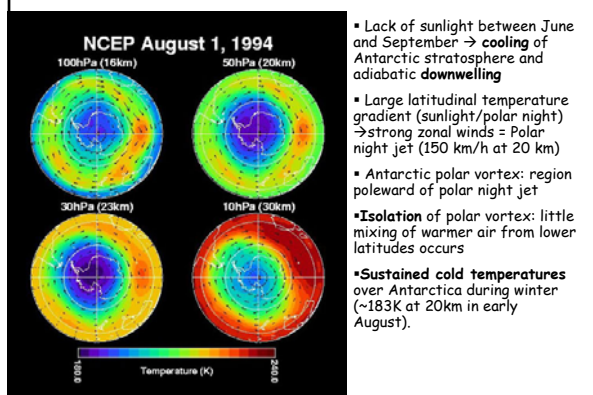 NCEP August 1, 1994
100hPa (16km)
50hPa (20km)
30hPa (23km)
10hPa (30km)
180.0
240.0
Temperature (K)
▪ Lack of sunlight between June
and September → cooling of
Antarctic stratosphere and
adiabatic downwelling
▪ Large latitudinal temperature
gradient (sunlight/polar night)
→strong zonal winds = Polar
night jet (150 km/h at 20 km)
▪ Antarctic polar vortex: region
poleward of polar night jet
▪Isolation of polar vortex: little
mixing of warmer air from lower
latitudes occurs
▪Sustained cold temperatures
over Antarctica during winter
(~183K at 20km in early
August).